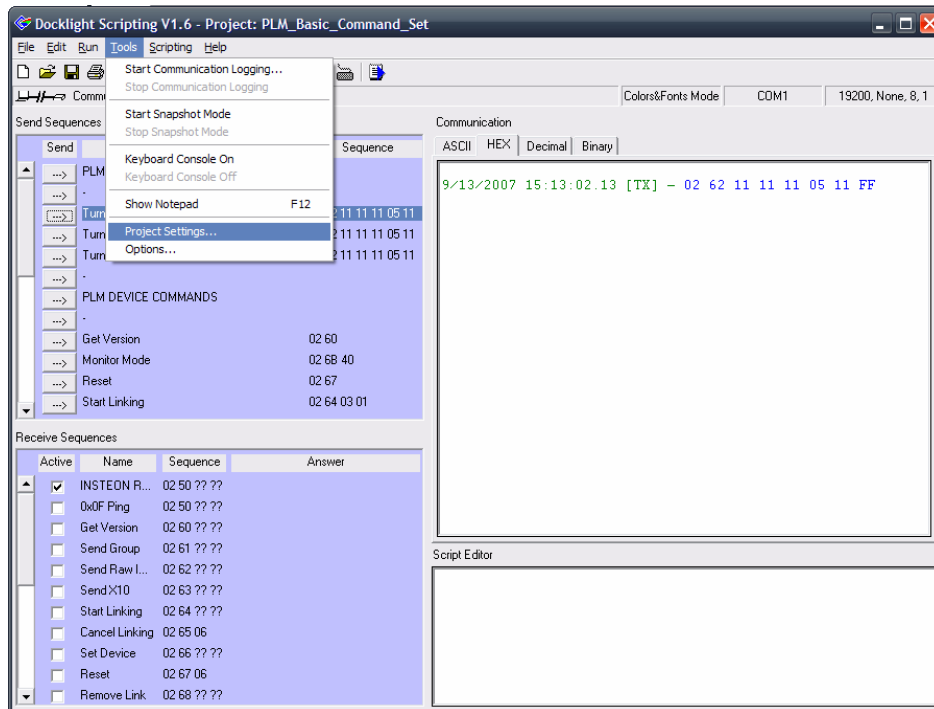 Docklight Scripting V1.6 - Project: PLM_Basic_Command_Set
File Edit Run Tools Scripting Help
Start Communication Logging...
Stop Communication Logging
Start Snapshot Mode
Stop Snapshot Mode
Keyboard Console On
Keyboard Console Off
Show Notepad F12
Project Settings...
Options...
Colors&Fonts Mode COM1 19200, None, 8, 1
Send Sequences
Send Sequence
---> PLM
---> -
---> Turn 11 11 11 05 11
---> Turn 11 11 11 05 11
---> Turn 11 11 11 05 11
---> -
---> PLM DEVICE COMMANDS
---> -
---> Get Version 02 60
---> Monitor Mode 02 6B 40
---> Reset 02 67
---> Start Linking 02 64 03 01
Communication
ASCII HEX Decimal Binary
9/13/2007 15:13:02.13 [TX] - 02 62 11 11 11 05 11 FF
Receive Sequences
Active Name Sequence Answer
INSTEON R... 02 50 ?? ??
0x0F Ping 02 50 ?? ??
Get Version 02 60 ?? ??
Send Group 02 61 ?? ??
Send Raw I... 02 62 ?? ??
Send X10 02 63 ?? ??
Start Linking 02 64 ?? ??
Cancel Linking 02 65 06
Set Device 02 66 ?? ??
Reset 02 67 06
Remove Link 02 68 ?? ??
Script Editor